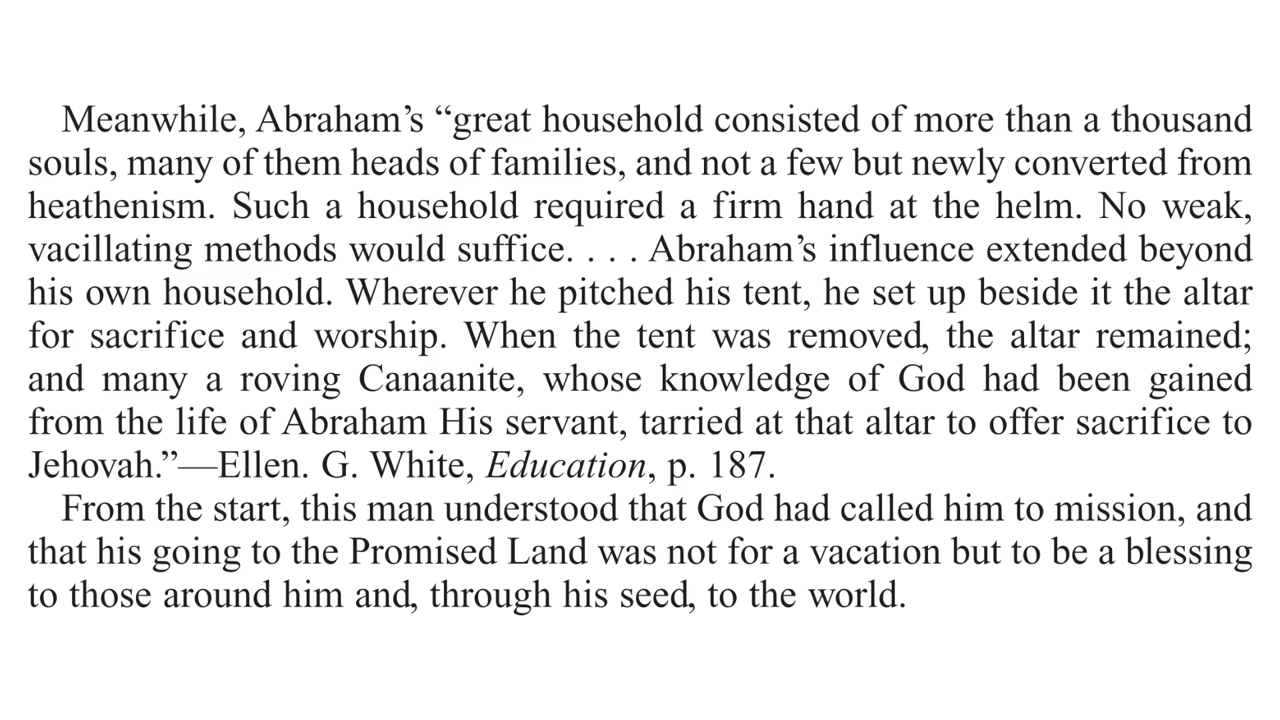 Meanwhile, Abraham’s “great household consisted of more than a thousand
souls, many of them heads of families, and not a few but newly converted from
heathenism. Such a household required a firm hand at the helm. No weak,
vacillating methods would suffice. . . . Abraham’s influence extended beyond
his own household. Wherever he pitched his tent, he set up beside it the altar
for sacrifice and worship. When the tent was removed, the altar remained;
and many a roving Canaanite, whose knowledge of God had been gained
from the life of Abraham His servant, tarried at that altar to offer sacrifice to
Jehovah.”—Ellen. G. White, Education, p. 187.
From the start, this man understood that God had called him to mission, and
that his going to the Promised Land was not for a vacation but to be a blessing
to those around him and, through his seed, to the world.